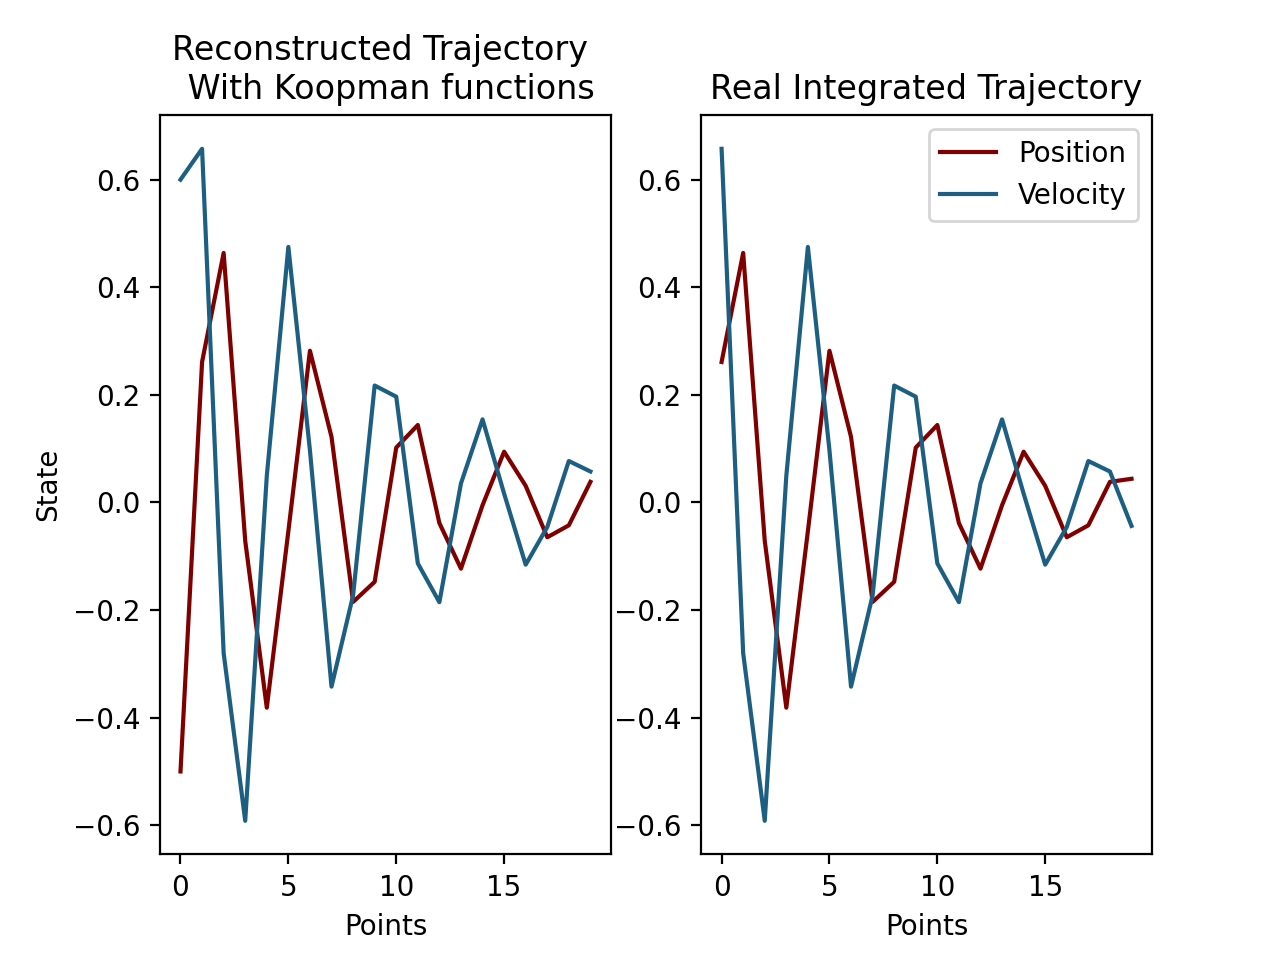 Reconstructed Trajectory
With Koopman functions
State
0.6
0.4
0.2
0.0
−0.2
−0.4
−0.6
0 5 10 15
Points
Real Integrated Trajectory
Position
Velocity
0.6
0.4
0.2
0.0
−0.2
−0.4
−0.6
0 5 10 15
Points